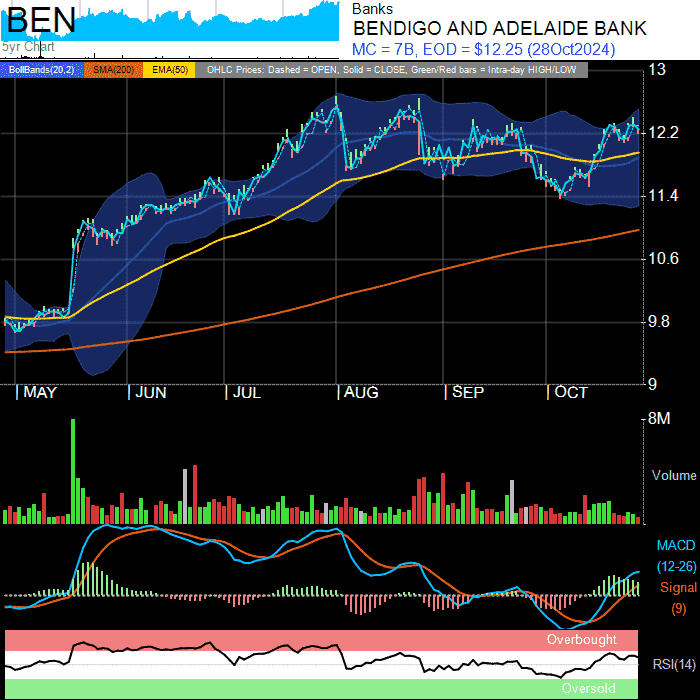 BEN
5yr Chart
Banks
BENDIGO AND ADELAIDE BANK
MC = 7B, EOD = $12.25 (28Oct2024)
BollBands(20,2) SMA(200) EMA(50) OHLC Prices: Dashed = OPEN, Solid = CLOSE, Green/Red bars = Intra-day HIGH/LOW
13
12.2
11.4
10.6
9.8
9
MAY JUN JUL AUG SEP OCT
8M
Volume
MACD
(12-26)
Signal
(9)
Overbought
RSI(14)
Oversold